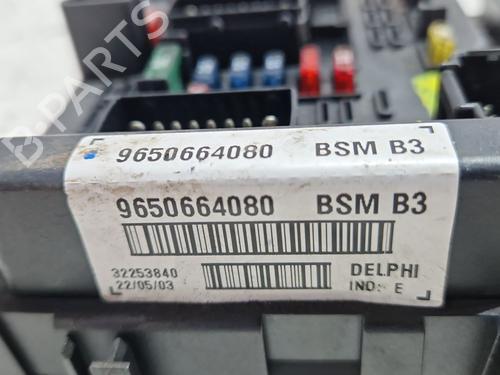 B-PARTS
9650664080 BSM B3
9650664080 BSM B3
32253840 DELPHI
22/05/03 IND: E